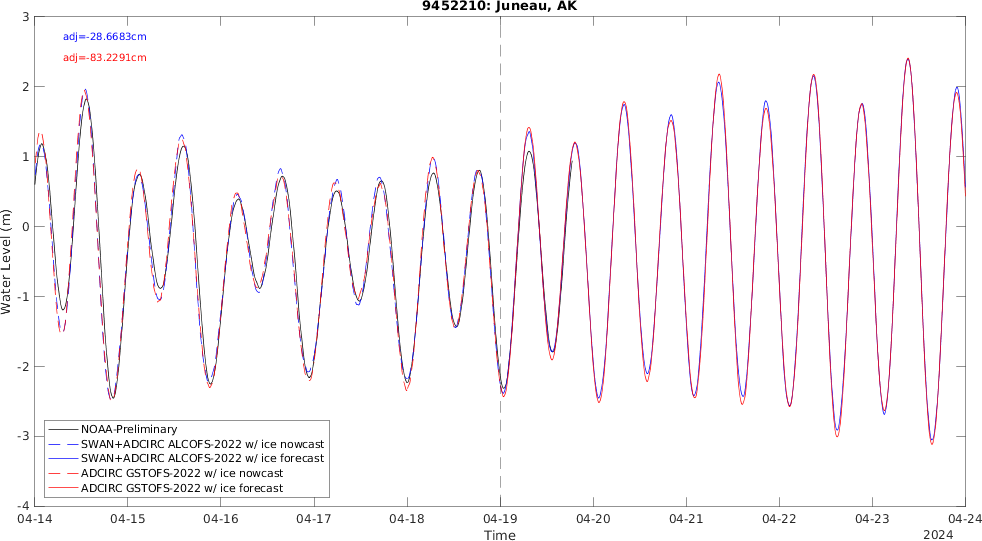 9452210: Juneau, AK
adj=-28.6683cm
adj=-83.2291cm
Water Level (m)
3
2
1
0
-1
-2
-3
-4
NOAA-Preliminary
SWAN+ADCIRC ALCOFS-2022 w/ ice nowcast
SWAN+ADCIRC ALCOFS-2022 w/ ice forecast
ADCIRC GSTOFS-2022 w/ ice nowcast
ADCIRC GSTOFS-2022 w/ ice forecast
04-14 04-15 04-16 04-17 04-18 04-19 04-20 04-21 04-22 04-23 04-24
Time
2024